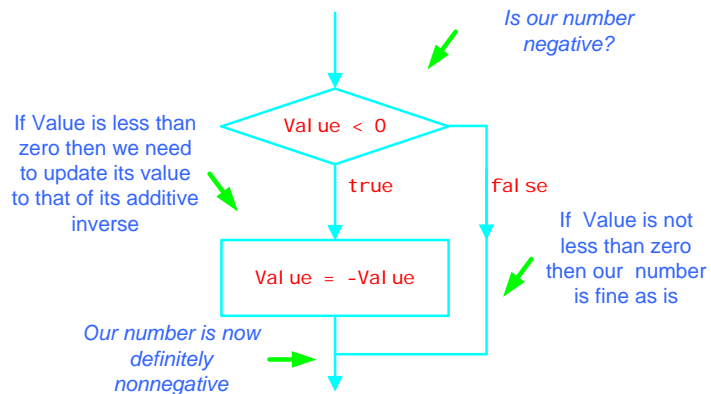 Is our number
negative?
Value < 0
If Value is less than
zero then we need
to update its value
to that of its additive
inverse
true
false
If Value is not
less than zero
then our number
is fine as is
Value = -Value
Our number is now
definitely
nonnegative